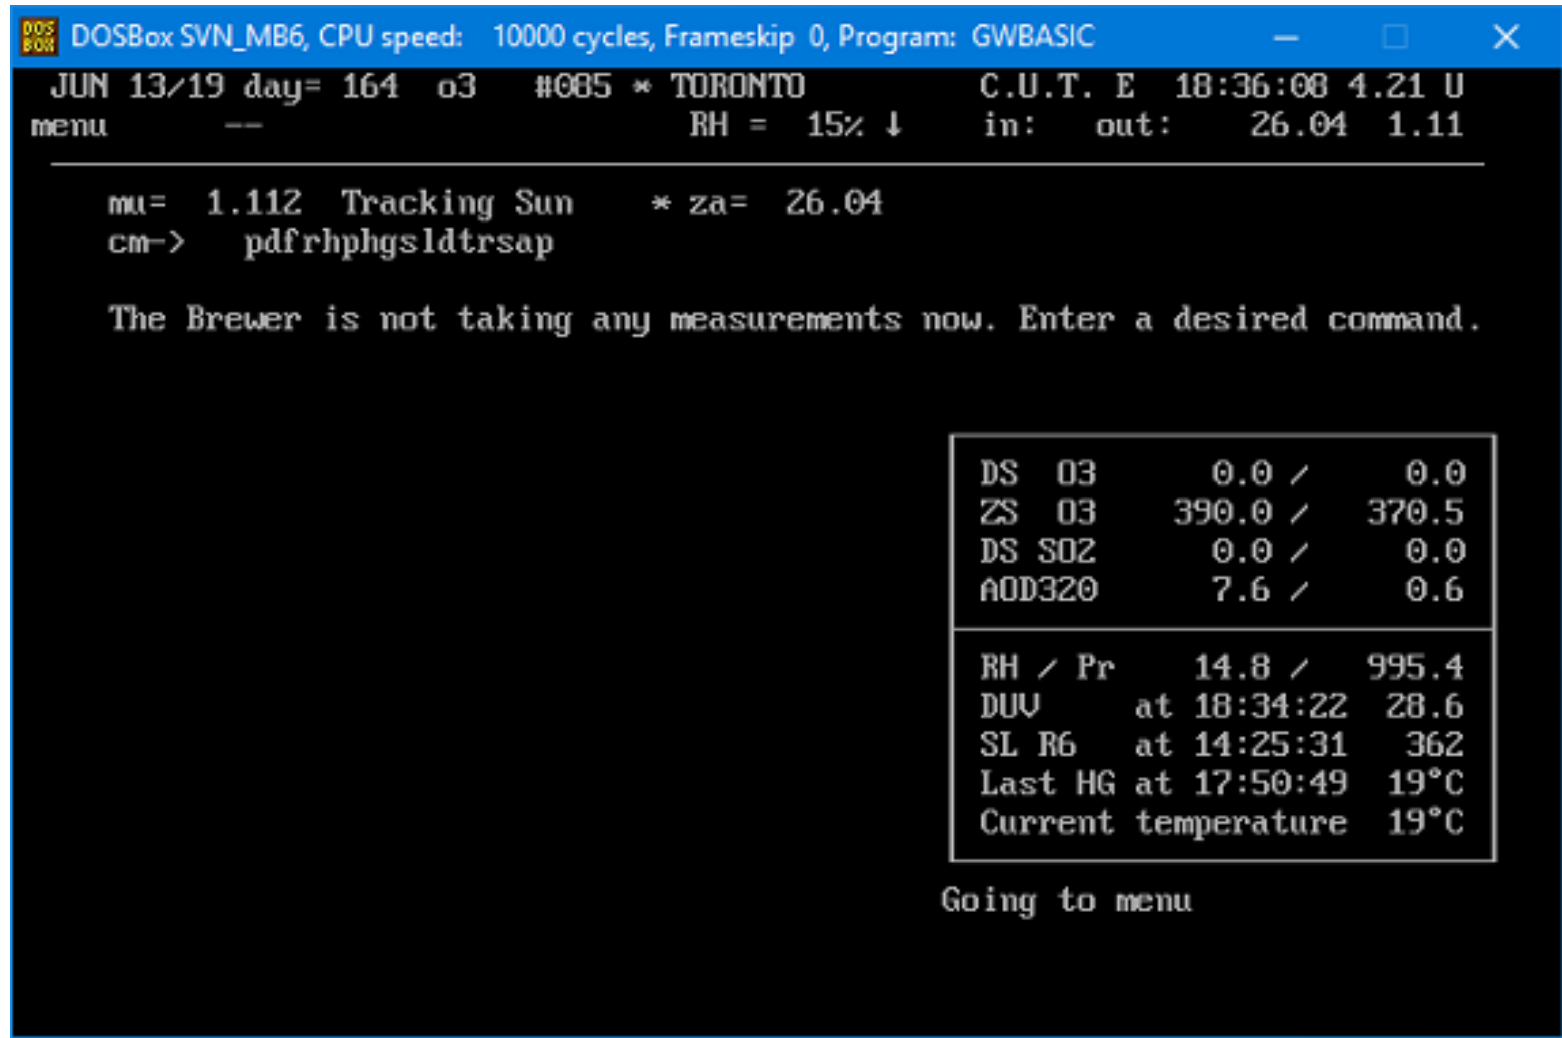 DOS BOX DOSBox SVN_MB6, CPU speed: 10000 cycles, Frameskip 0, Program: GWBASIC
JUN 13/19 day= 164 o3 #085 * TORONTO C.U.T. E 18:36:08 4.21 U
menu -- RH = 15% ↓ in: out: 26.04 1.11
mu= 1.112 Tracking Sun * za= 26.04
cm-> pdfrhphgsldtrsap
The Brewer is not taking any measurements now. Enter a desired command.
DS O3 0.0 / 0.0
ZS O3 390.0 / 370.5
DS SO2 0.0 / 0.0
AOD320 7.6 / 0.6
RH / Pr 14.8 / 995.4
DUV at 18:34:22 28.6
SL R6 at 14:25:31 362
Last HG at 17:50:49 19°C
Current temperature 19°C
Going to menu